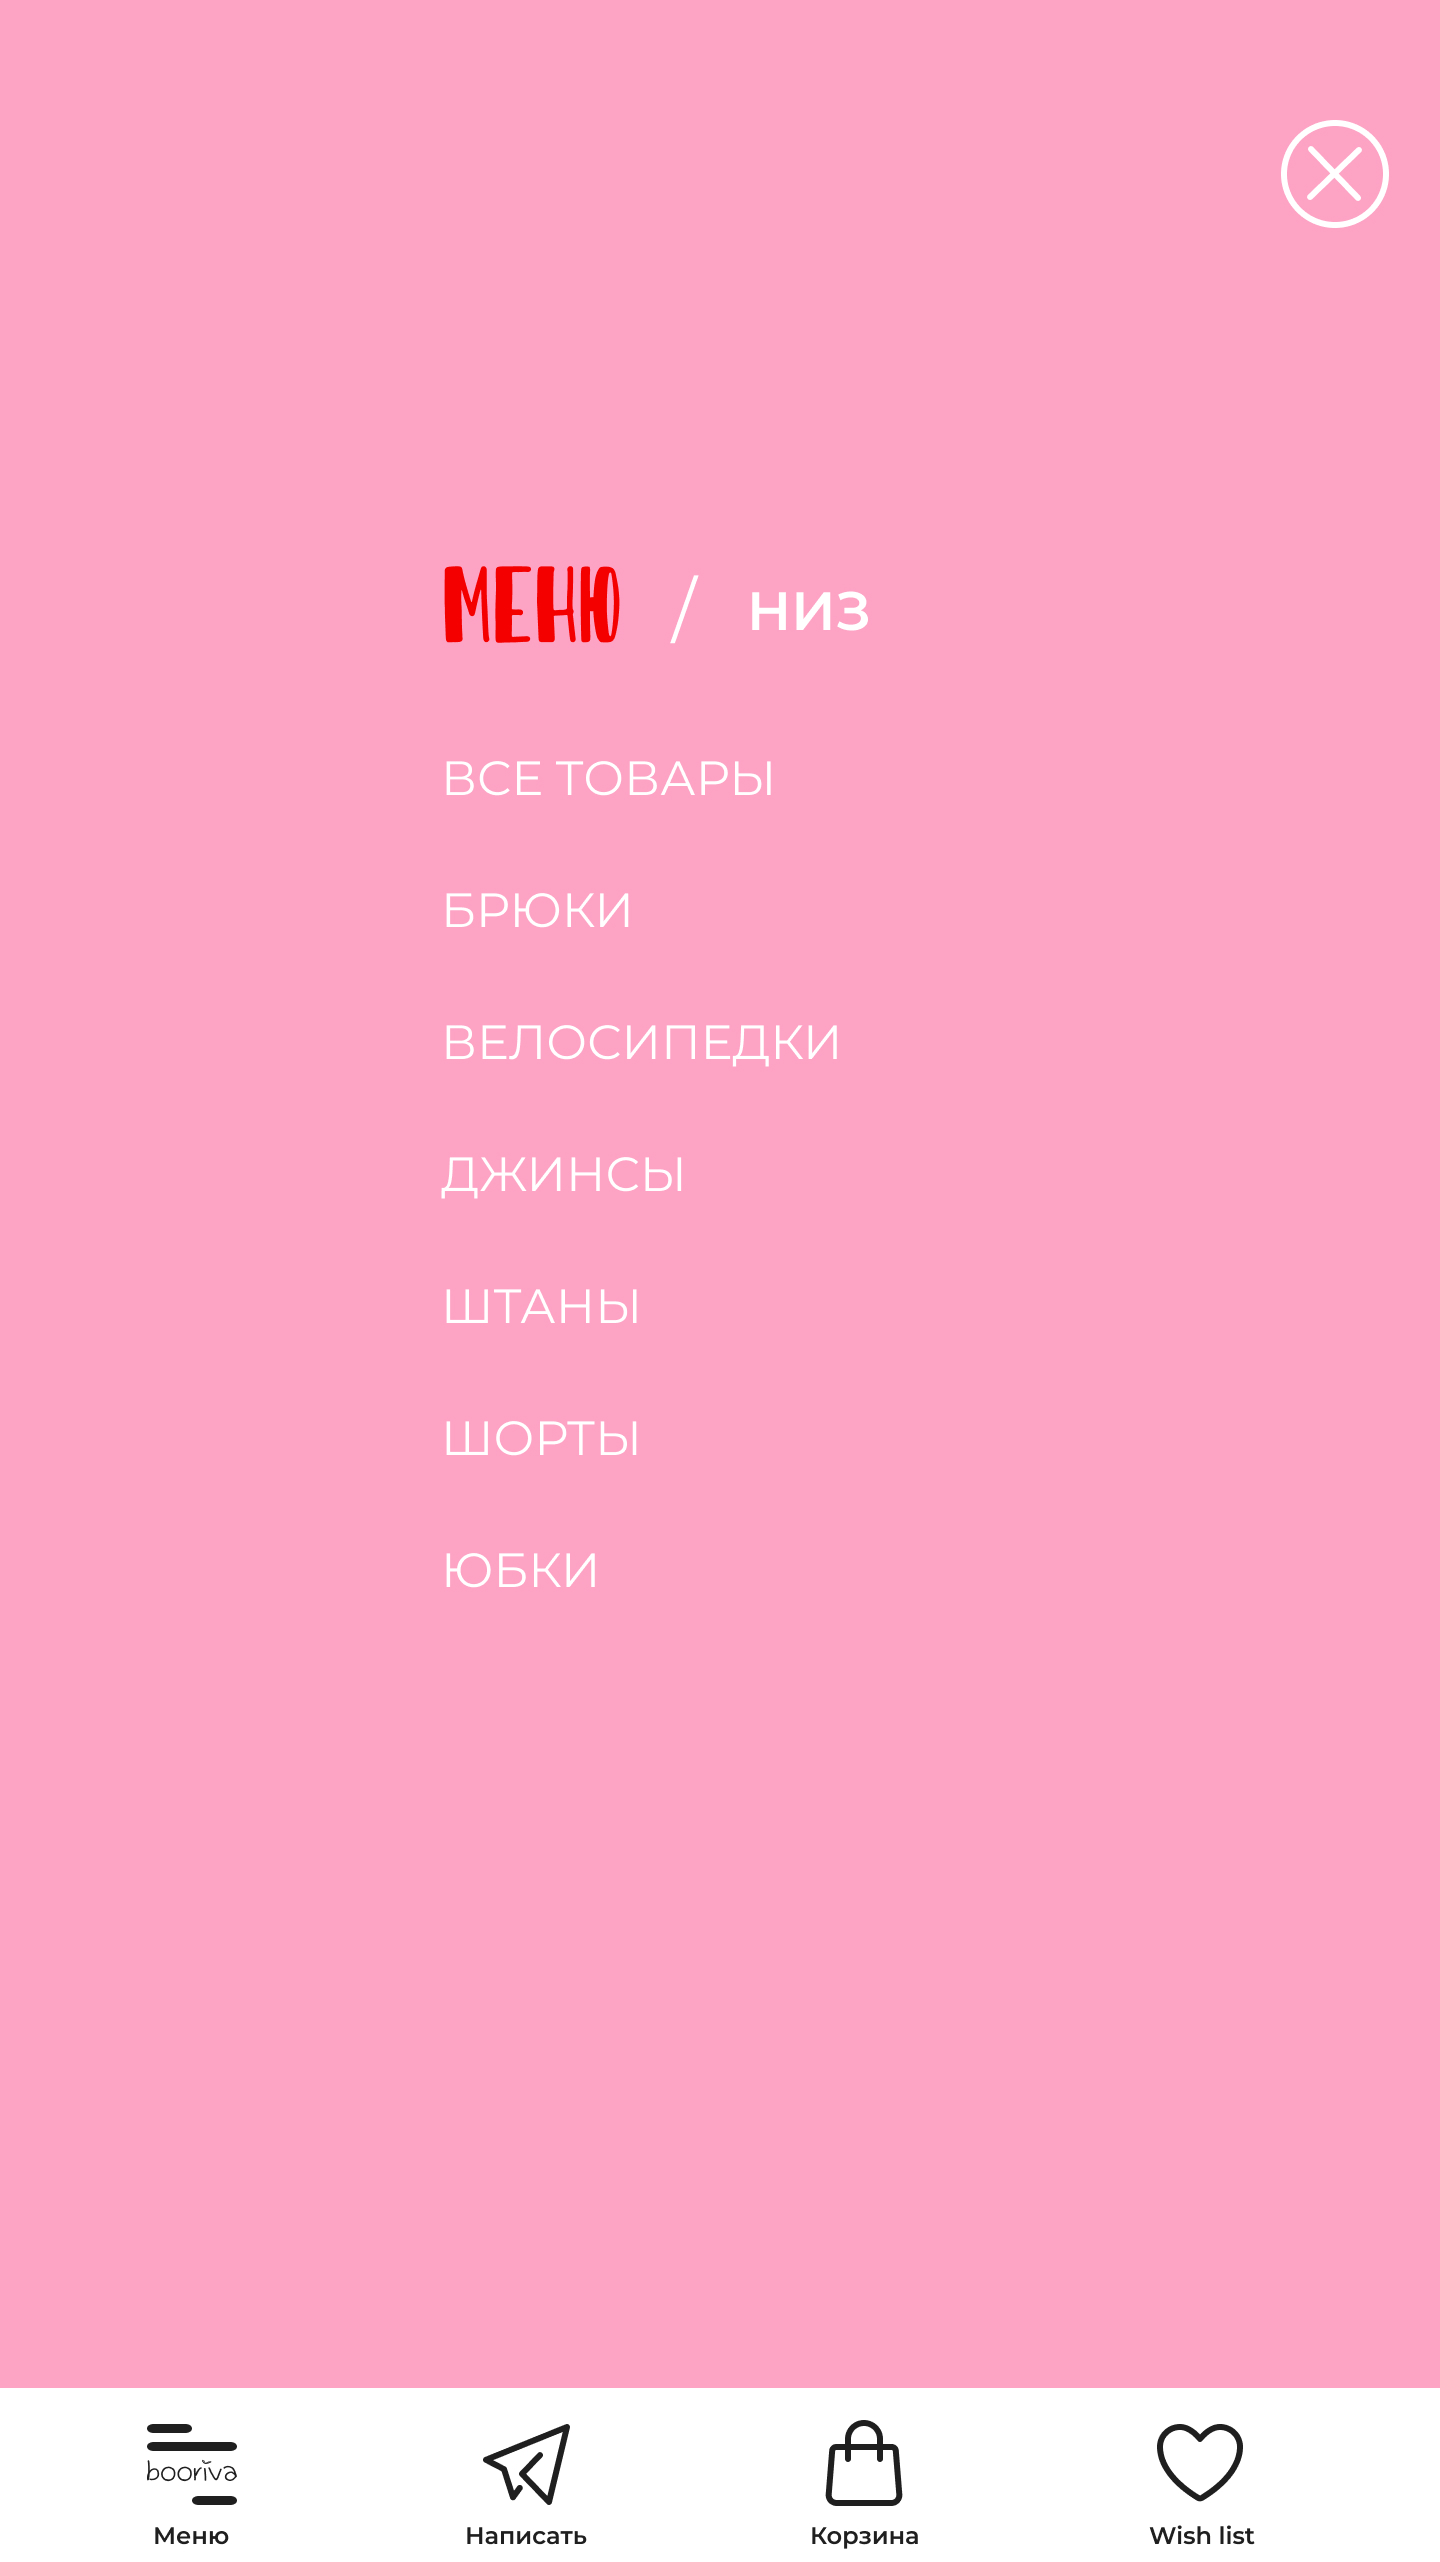 МЕНЮ / низ
ВСЕ ТОВАРЫ
БРЮКИ
ВЕЛОСИПЕДКИ
ДЖИНСЫ
ШТАНЫ
ШОРТЫ
ЮБКИ
booriva
Меню Написать Корзина Wish list